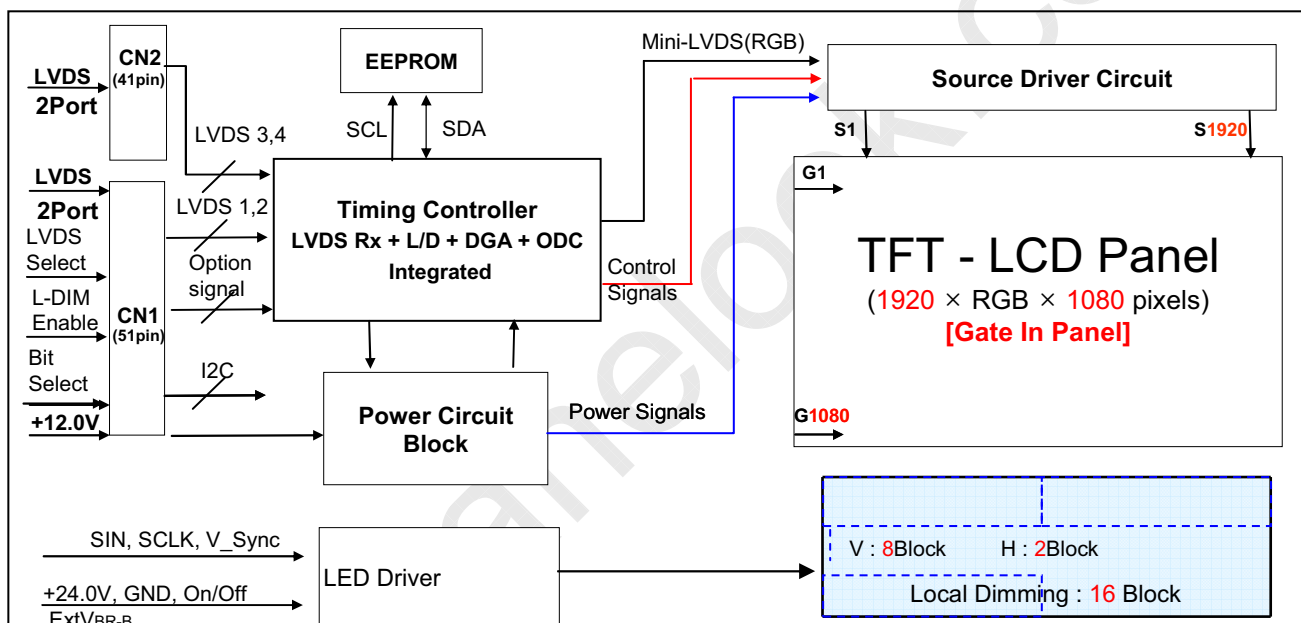 CN2
(41pin)
LVDS
2Port
EEPROM
Mini-LVDS(RGB)
Source Driver Circuit
SCL
SDA
LVDS 3,4
S1
S1920
LVDS
2Port
LVDS
Select
L-DIM
Enable
Bit
Select
+12.0V
CN1
(51pin)
LVDS 1,2
Option
signal
I2C
Timing Controller
LVDS Rx + L/D + DGA + ODC
Integrated
Control
Signals
Power Circuit
Block
Power Signals
G1
TFT - LCD Panel
(1920 × RGB × 1080 pixels)
[Gate In Panel]
G1080
SIN, SCLK, V_Sync
+24.0V, GND, On/Off
ExtVBR-B
LED Driver
V : 8Block H : 2Block
Local Dimming : 16 Block